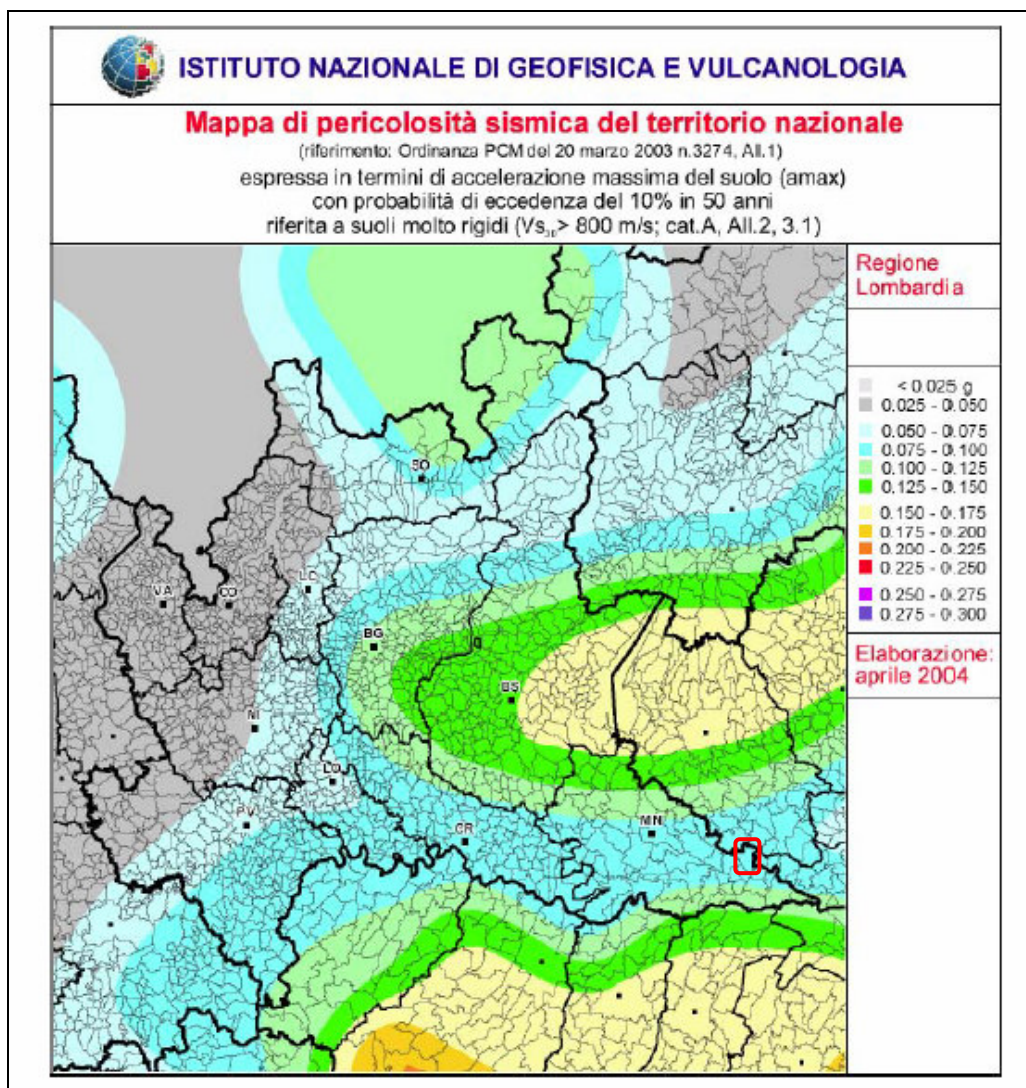 ISTITUTO NAZIONALE DI GEOFISICA E VULCANOLOGIA
Mappa di pericolosità sismica del territorio nazionale
(riferimento: Ordinanza PCM del 20 marzo 2003 n.3274, All.1)
espressa in termini di accelerazione massima del suolo (amax)
con probabilità di eccedenza del 10% in 50 anni
riferita a suoli molto rigidi (Vs₃₀> 800 m/s; cat.A, All.2, 3.1)
Regione
Lombardia
< 0.025 g
0.025 - 0.050
0.050 - 0.075
0.075 - 0.100
0.100 - 0.125
0.125 - 0.150
0.150 - 0.175
0.175 - 0.200
0.200 - 0.225
0.225 - 0.250
0.250 - 0.275
0.275 - 0.300
Elaborazione:
aprile 2004
SO
LC
VA
CO
BG
BS
MI
LO
PV
CR
MN